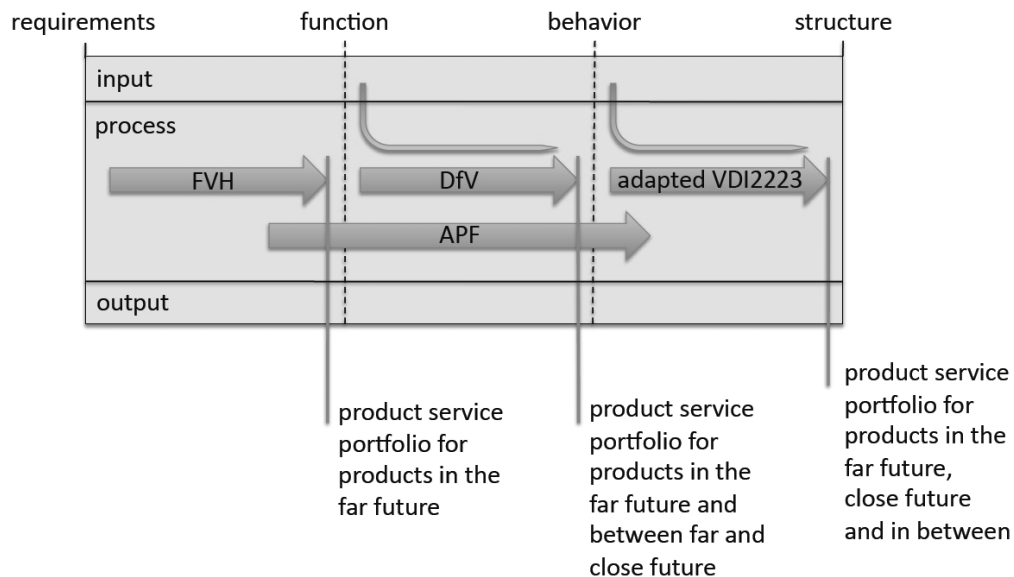 requirements function behavior structure
input
process
FVH DfV adapted VDI2223
APF
output
product service
portfolio for
products in the
far future
product service
portfolio for
products in the
far future and
between far and
close future
product service
portfolio for
products in the
far future,
close future
and in between